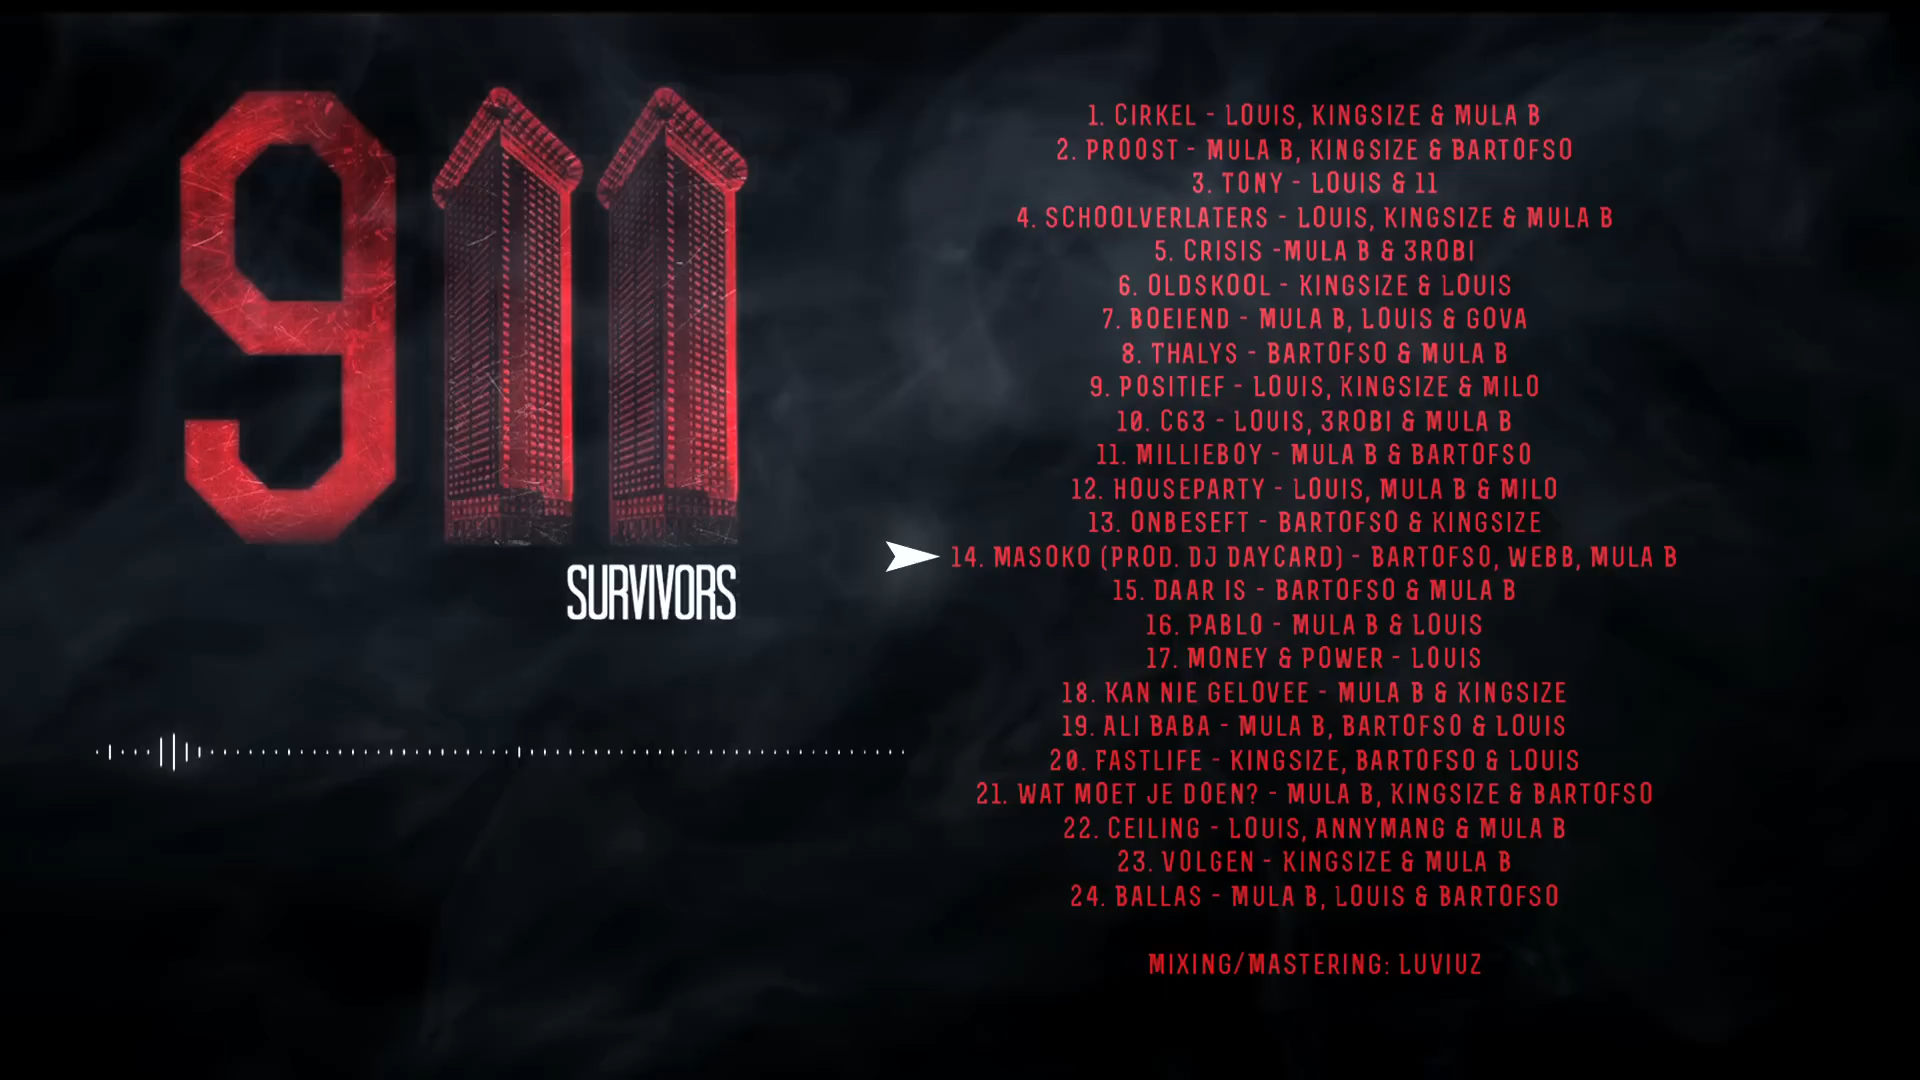 911
SURVIVORS
1. CIRKEL - LOUIS, KINGSIZE & MULA B
2. PROOST - MULA B, KINGSIZE & BARTOFSO
3. TONY - LOUIS & 11
4. SCHOOLVERLATERS - LOUIS, KINGSIZE & MULA B
5. CRISIS -MULA B & 3ROBI
6. OLDSKOOL - KINGSIZE & LOUIS
7. BOEIEND - MULA B, LOUIS & GOVA
8. THALYS - BARTOFSO & MULA B
9. POSITIEF - LOUIS, KINGSIZE & MILO
10. C63 - LOUIS, 3ROBI & MULA B
11. MILLIEBOY - MULA B & BARTOFSO
12. HOUSEPARTY - LOUIS, MULA B & MILO
13. ONBESEFT - BARTOFSO & KINGSIZE
14. MASOKO (PROD. DJ DAYCARD) - BARTOFSO, WEBB, MULA B
15. DAAR IS - BARTOFSO & MULA B
16. PABLO - MULA B & LOUIS
17. MONEY & POWER - LOUIS
18. KAN NIE GELOVEE - MULA B & KINGSIZE
19. ALI BABA - MULA B, BARTOFSO & LOUIS
20. FASTLIFE - KINGSIZE, BARTOFSO & LOUIS
21. WAT MOET JE DOEN? - MULA B, KINGSIZE & BARTOFSO
22. CEILING - LOUIS, ANNYMANG & MULA B
23. VOLGEN - KINGSIZE & MULA B
24. BALLAS - MULA B, LOUIS & BARTOFSO
MIXING/MASTERING: LUVIUZ